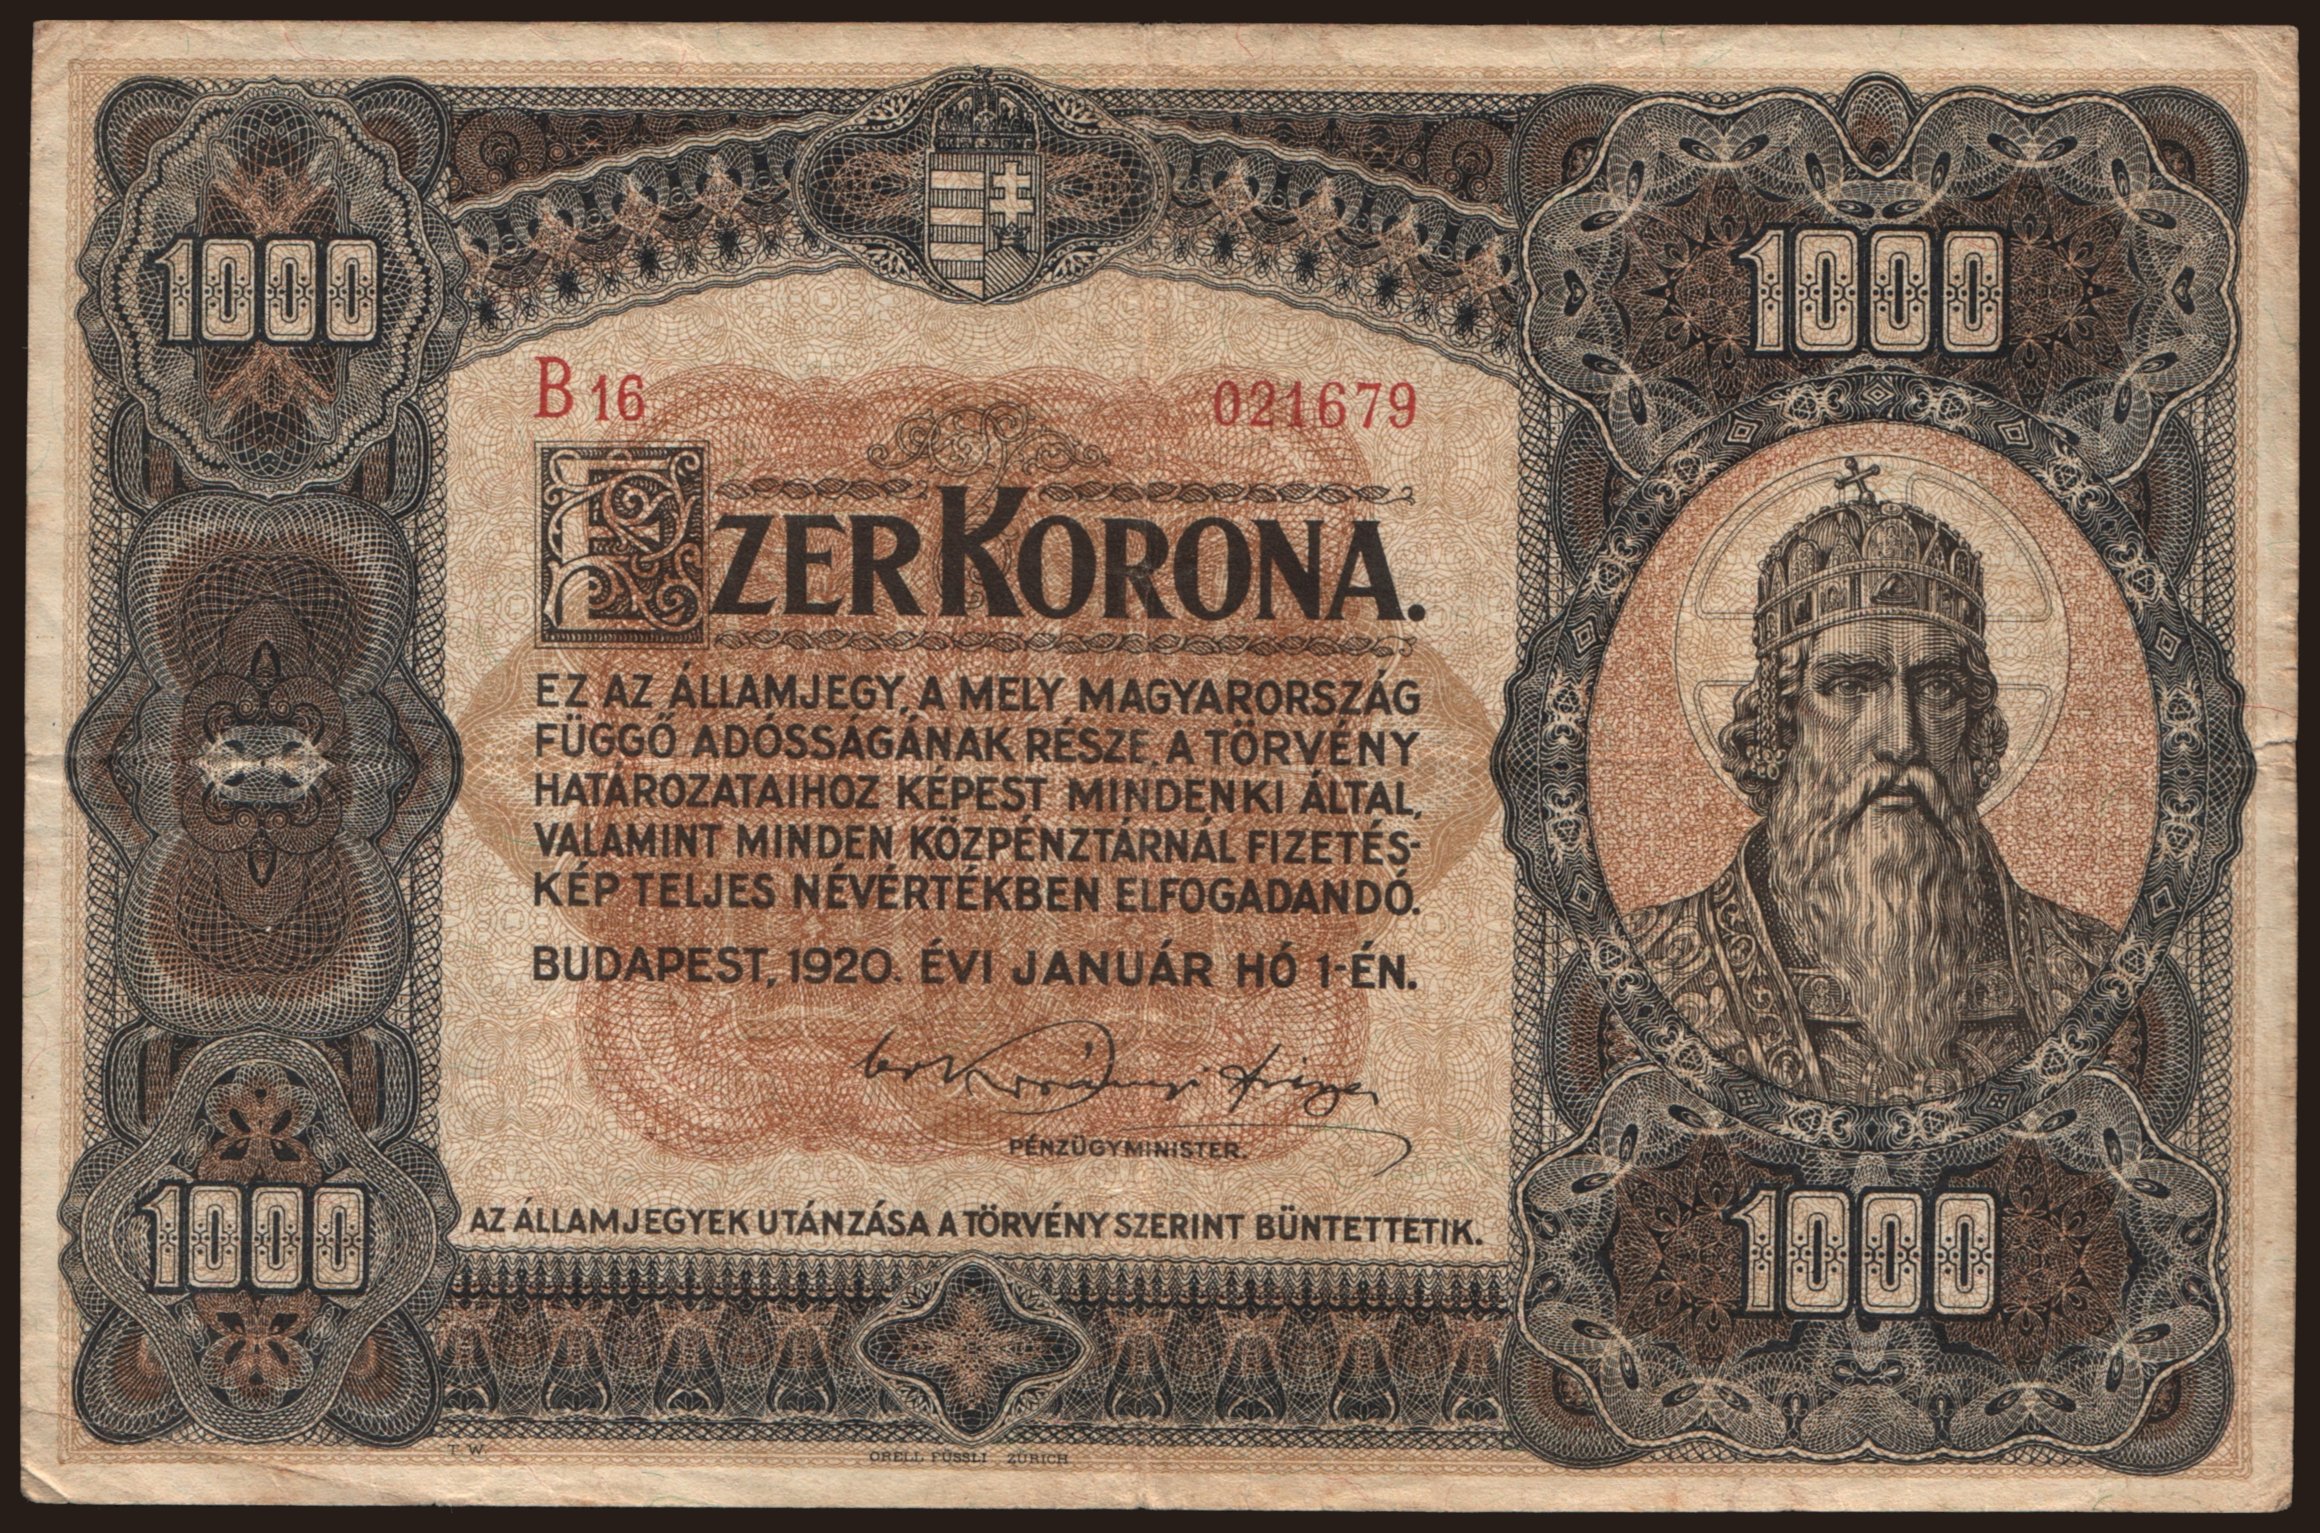 1000
1000
B 16
021679
EZER KORONA.
EZ AZ ÁLLAMJEGY, A MELY MAGYARORSZÁG
FÜGGŐ ADÓSSÁGÁNAK RÉSZE, A TÖRVÉNY
HATÁROZATAIHOZ KÉPEST MINDENKI ÁLTAL,
VALAMINT MINDEN KÖZPÉNZTÁRNÁL FIZETÉS-
KÉP TELJES NÉVÉRTÉKBEN ELFOGADANDÓ.
BUDAPEST, 1920. ÉVI JANUÁR HÓ 1-ÉN.
Korányi Frigyes
PÉNZÜGYMINISTER.
1000
1000
AZ ÁLLAMJEGYEK UTÁNZÁSA A TÖRVÉNY SZERINT BÜNTETTETIK.
T. W.
ORELL FÜSSLI ZÜRICH